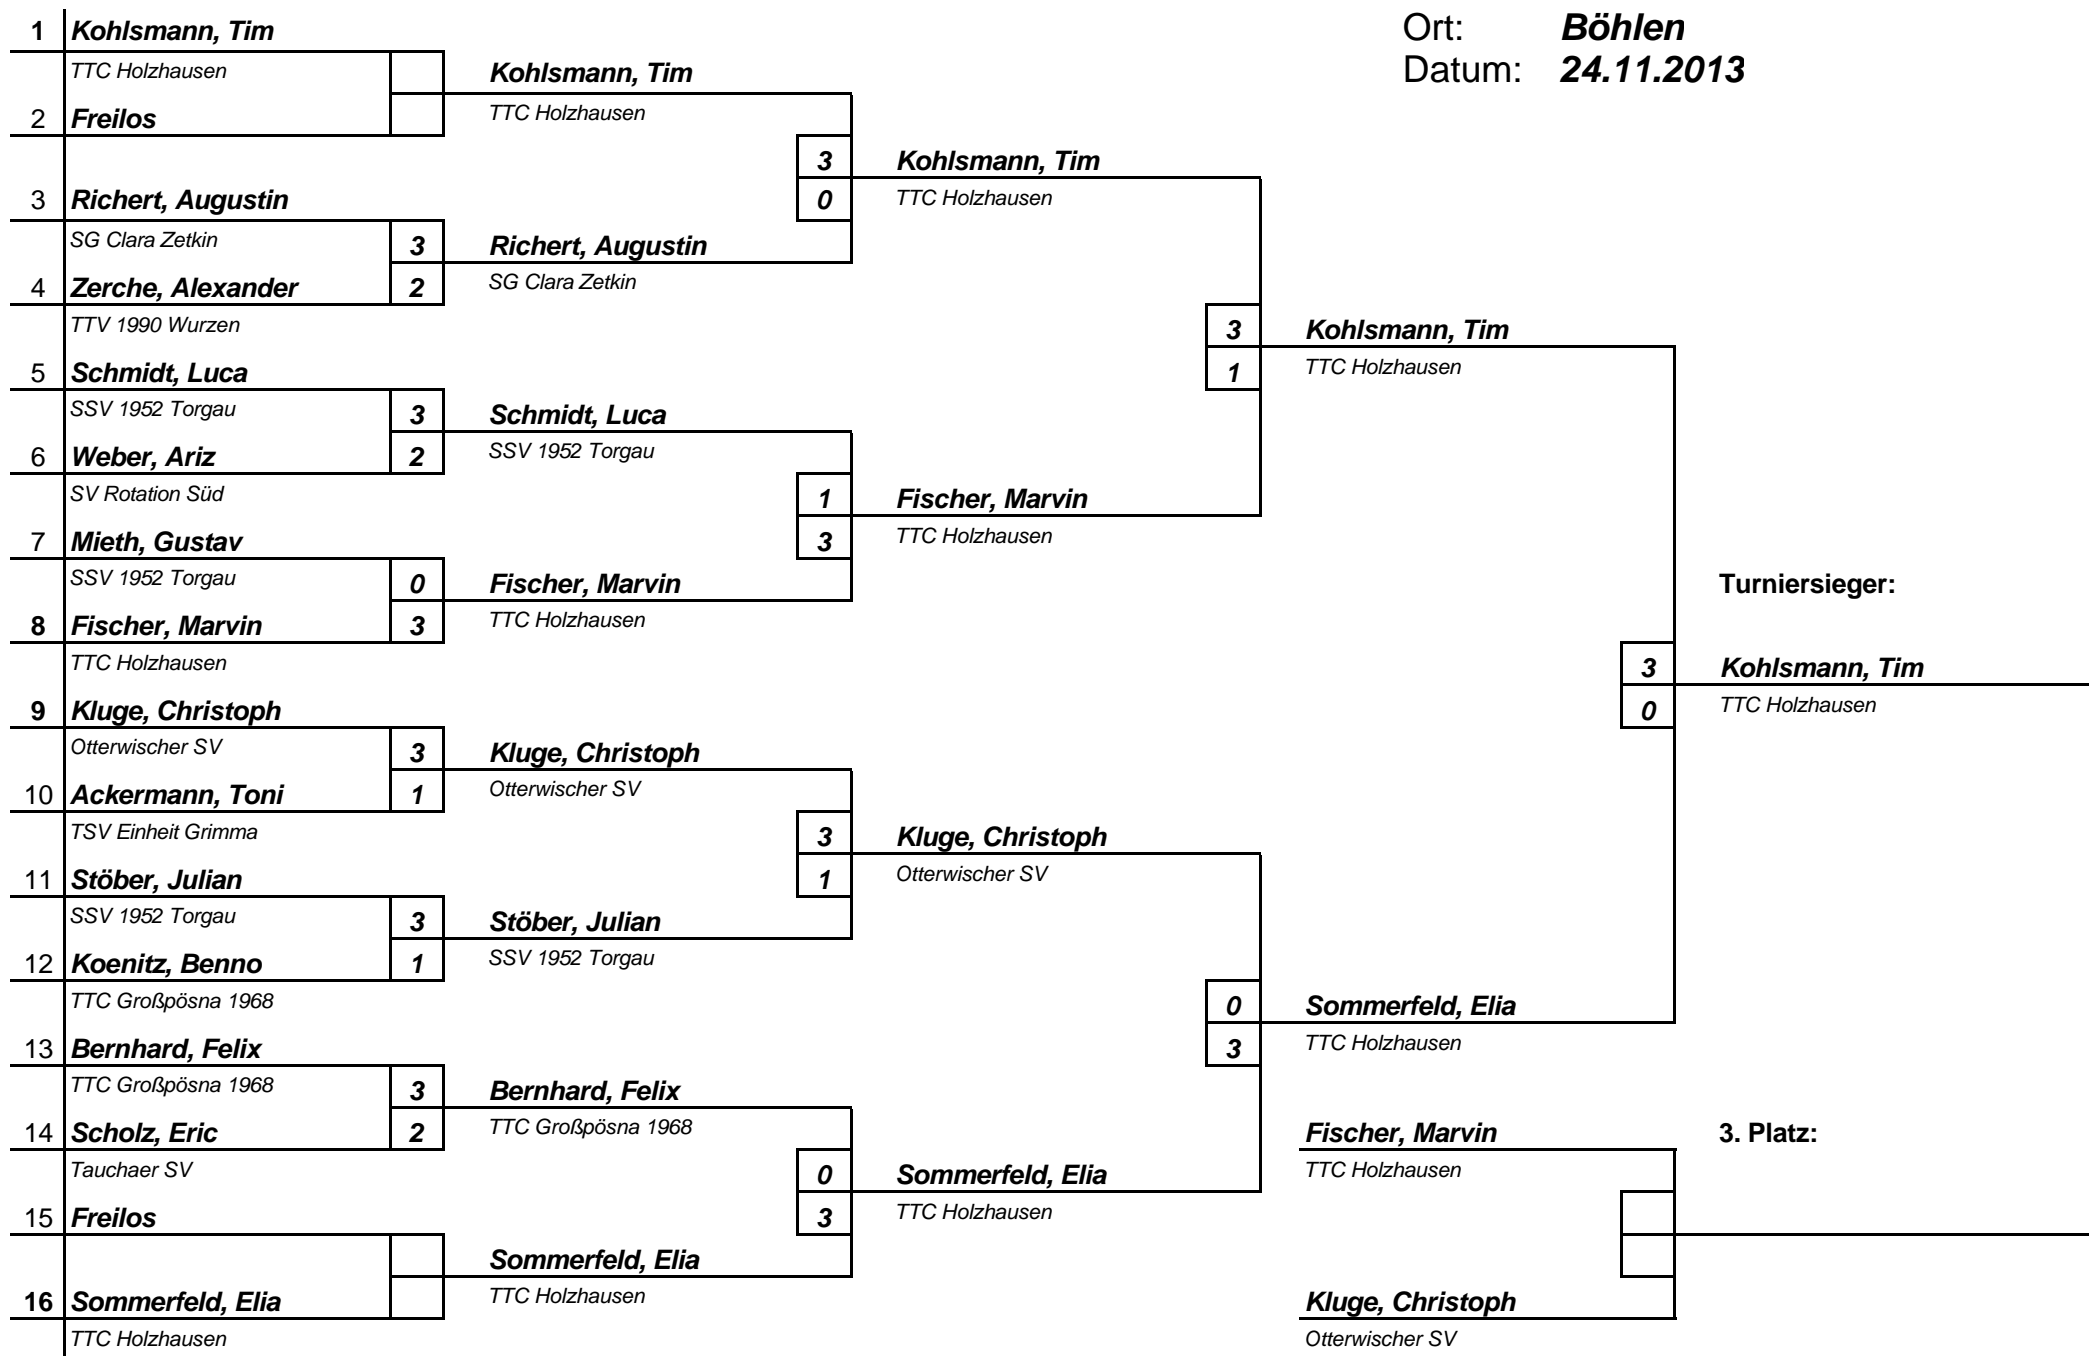 Ort: Böhlen
Datum: 24.11.2013
1 Kohlsmann, Tim
TTC Holzhausen
2 Freilos
3 Richert, Augustin
SG Clara Zetkin
4 Zerche, Alexander
TTV 1990 Wurzen
5 Schmidt, Luca
SSV 1952 Torgau
6 Weber, Ariz
SV Rotation Süd
7 Mieth, Gustav
SSV 1952 Torgau
8 Fischer, Marvin
TTC Holzhausen
9 Kluge, Christoph
Otterwischer SV
10 Ackermann, Toni
TSV Einheit Grimma
11 Stöber, Julian
SSV 1952 Torgau
12 Koenitz, Benno
TTC Großpösna 1968
13 Bernhard, Felix
TTC Großpösna 1968
14 Scholz, Eric
Tauchaer SV
15 Freilos
16 Sommerfeld, Elia
TTC Holzhausen
3
2
3
2
0
3
3
1
3
1
3
2
Kohlsmann, Tim
TTC Holzhausen
Richert, Augustin
SG Clara Zetkin
Schmidt, Luca
SSV 1952 Torgau
Fischer, Marvin
TTC Holzhausen
Kluge, Christoph
Otterwischer SV
Stöber, Julian
SSV 1952 Torgau
Bernhard, Felix
TTC Großpösna 1968
Sommerfeld, Elia
TTC Holzhausen
3
0
1
3
3
1
0
3
Kohlsmann, Tim
TTC Holzhausen
Fischer, Marvin
TTC Holzhausen
Kluge, Christoph
Otterwischer SV
Sommerfeld, Elia
TTC Holzhausen
3
1
0
3
Kohlsmann, Tim
TTC Holzhausen
Sommerfeld, Elia
TTC Holzhausen
3
0
Turniersieger:
Kohlsmann, Tim
TTC Holzhausen
Fischer, Marvin
TTC Holzhausen
Kluge, Christoph
Otterwischer SV
3. Platz: